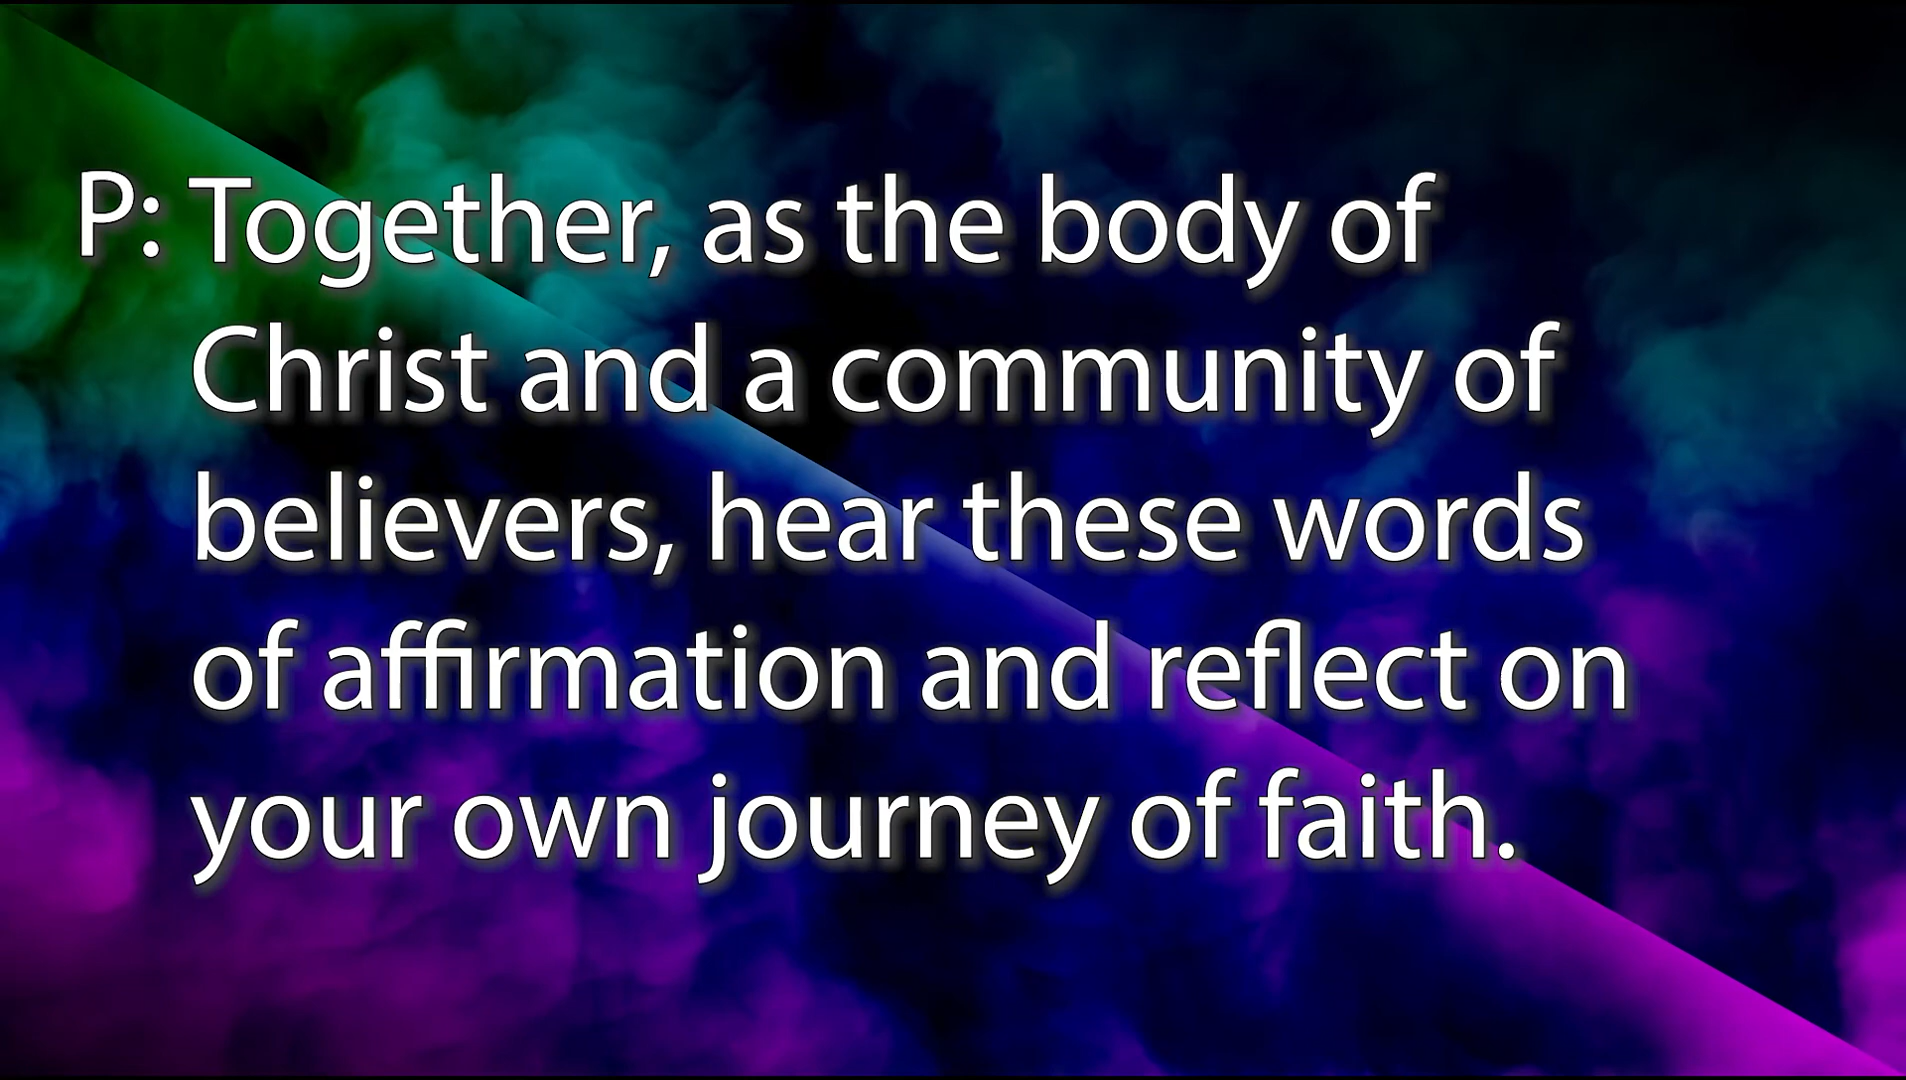 P: Together, as the body of
Christ and a community of
believers, hear these words
of affirmation and reflect on
your own journey of faith.